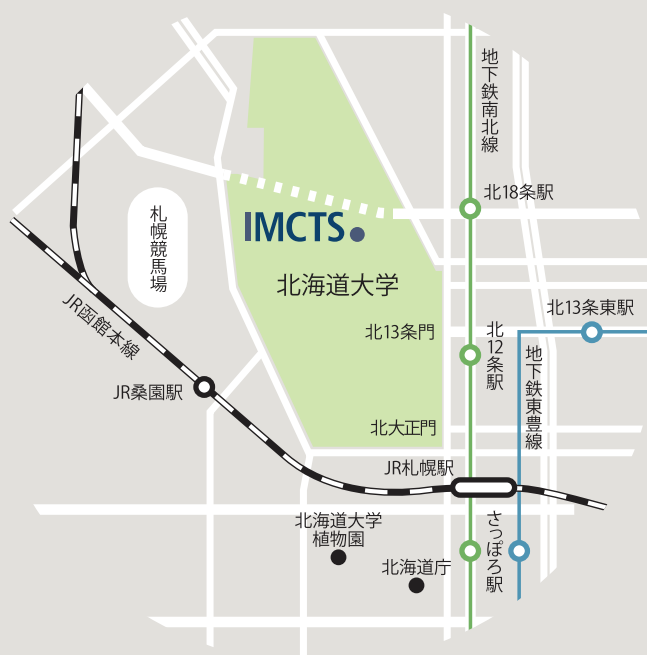 地下鉄南北線
北18条駅
札幌競馬場
IMCTS
北海道大学
JR函館本線
北13条東駅
北13条門
北12条駅
地下鉄東豊線
JR桑園駅
北大正門
JR札幌駅
北海道大学
植物園
さっぽろ駅
北海道庁